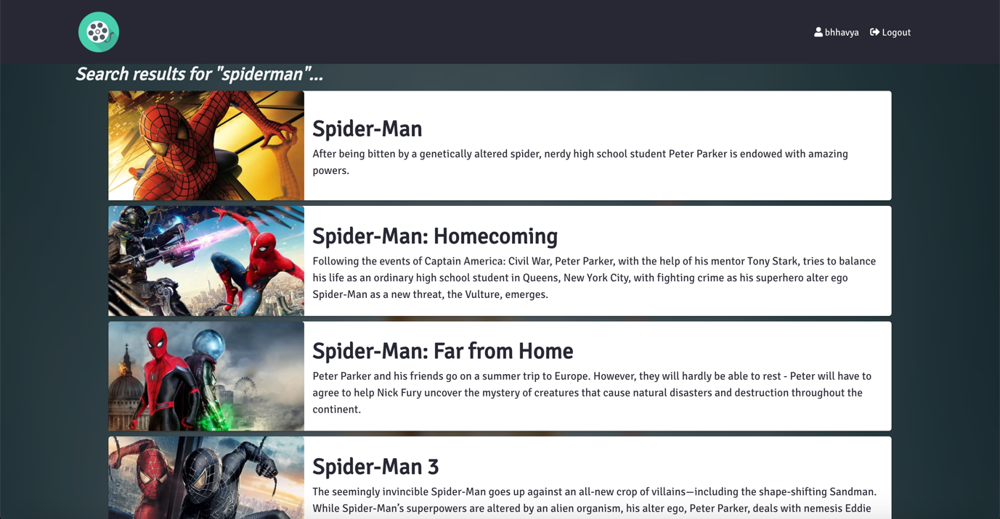 bhhavya Logout
Search results for "spiderman"...
Spider-Man
After being bitten by a genetically altered spider, nerdy high school student Peter Parker is endowed with amazing
powers.
Spider-Man: Homecoming
Following the events of Captain America: Civil War, Peter Parker, with the help of his mentor Tony Stark, tries to balance
his life as an ordinary high school student in Queens, New York City, with fighting crime as his superhero alter ego
Spider-Man as a new threat, the Vulture, emerges.
Spider-Man: Far from Home
Peter Parker and his friends go on a summer trip to Europe. However, they will hardly be able to rest - Peter will have to
agree to help Nick Fury uncover the mystery of creatures that cause natural disasters and destruction throughout the
continent.
Spider-Man 3
The seemingly invincible Spider-Man goes up against an all-new crop of villains—including the shape-shifting Sandman.
While Spider-Man’s superpowers are altered by an alien organism, his alter ego, Peter Parker, deals with nemesis Eddie